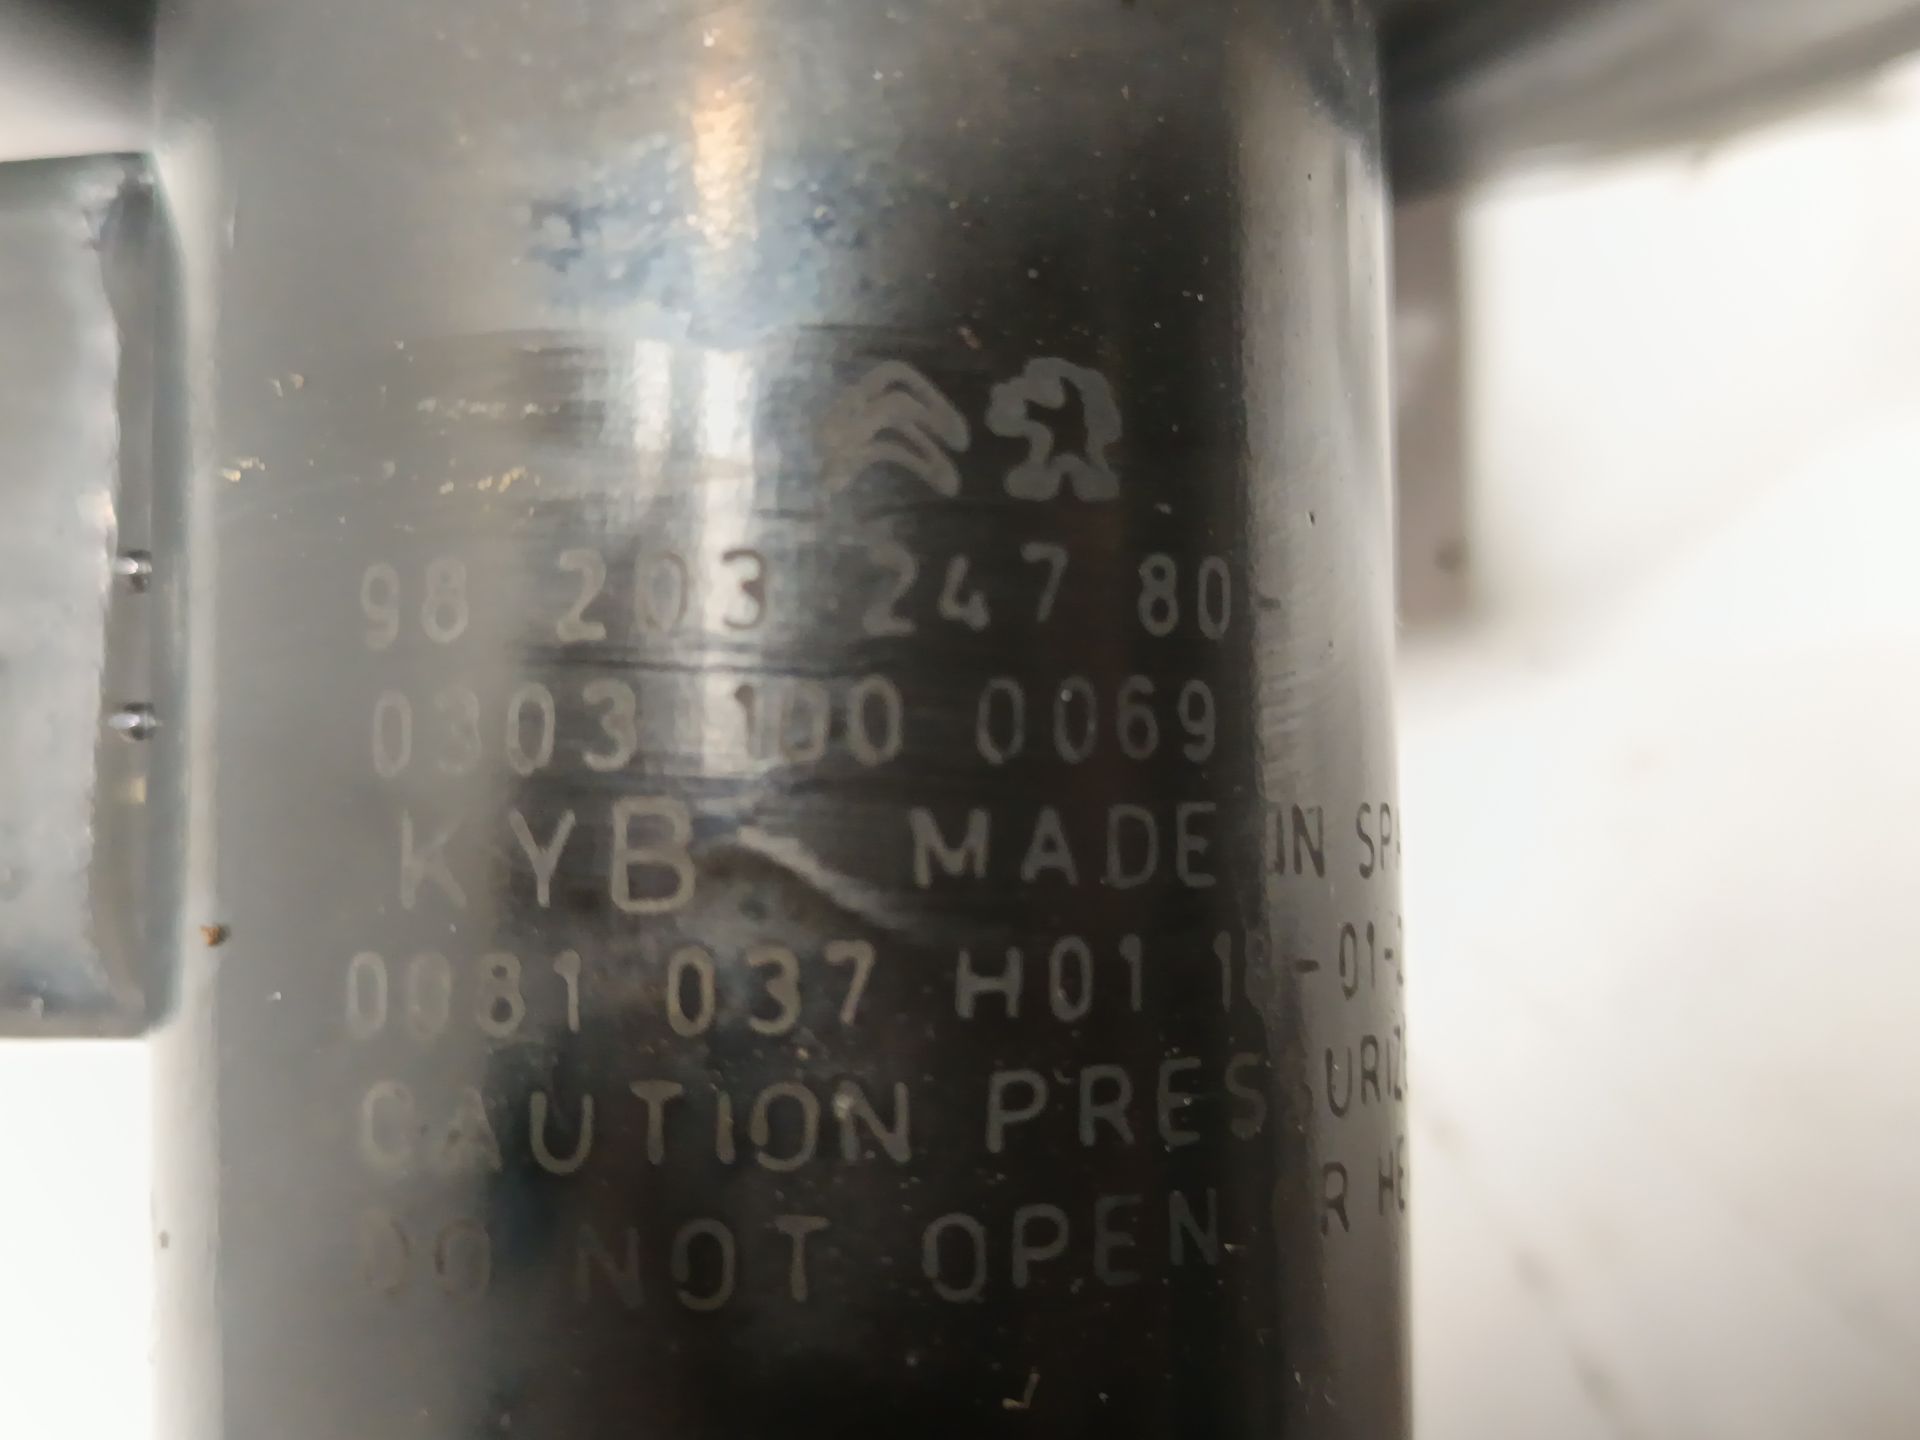 98 203 247 80-
0303 100 0069
KYB MADE IN
0081 037 H01
CAUTION
DO NOT OPEN